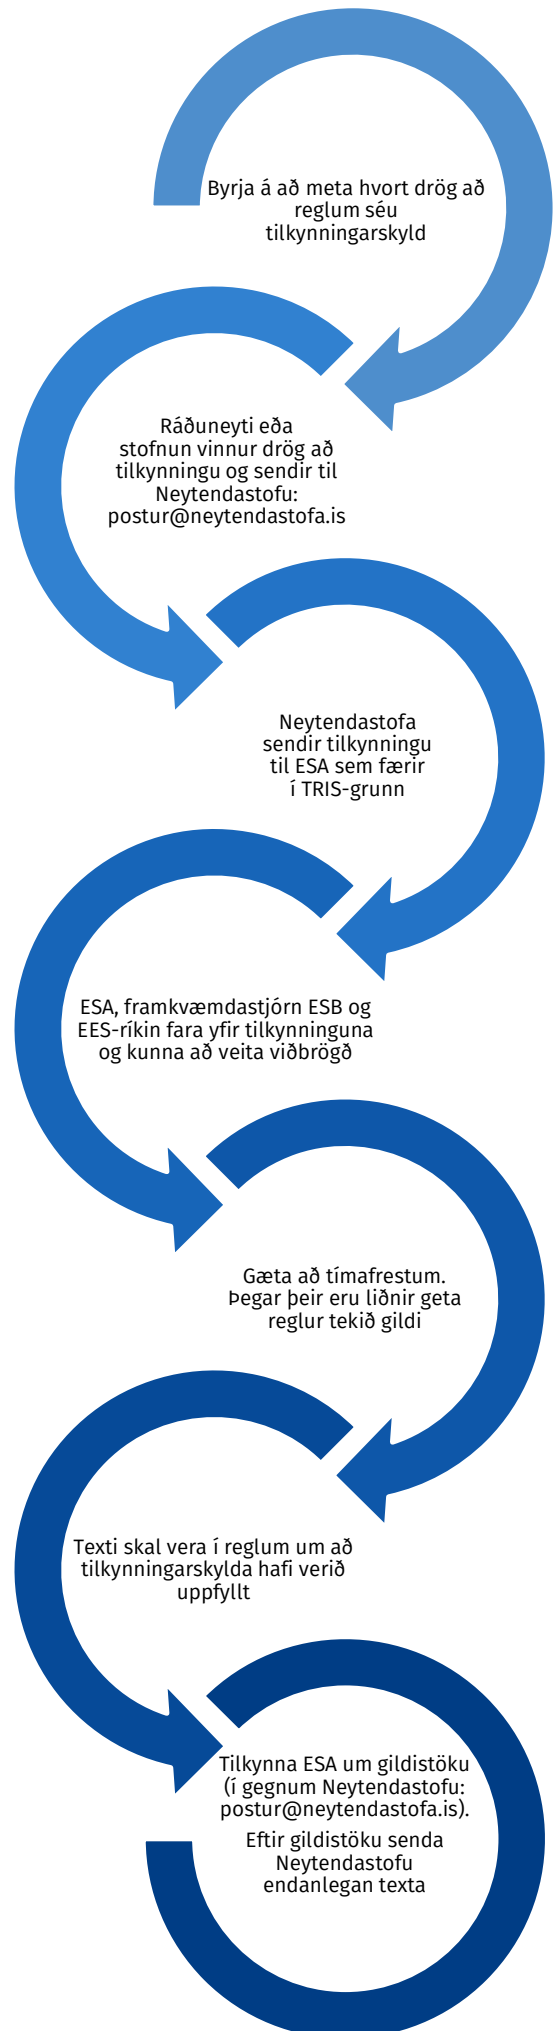 Byrja á að meta hvort drög að
reglum séu
tilkynningarskyld
Ráðuneyti eða
stofnun vinnur drög að
tilkynningu og sendir til
Neytendastofu:
postur@neytendastofa.is
Neytendastofa
sendir tilkynningu
til ESA sem færir
í TRIS-grunn
ESA, framkvæmdastjórn ESB og
EES-ríkin fara yfir tilkynninguna
og kunna að veita viðbrögð
Gæta að tímafrestum.
Þegar þeir eru liðnir geta
reglur tekið gildi
Texti skal vera í reglum um að
tilkynningarskylda hafi verið
uppfyllt
Tilkynna ESA um gildistöku
(í gegnum Neytendastofu:
postur@neytendastofa.is).
Eftir gildistöku senda
Neytendastofu
endanlegan texta